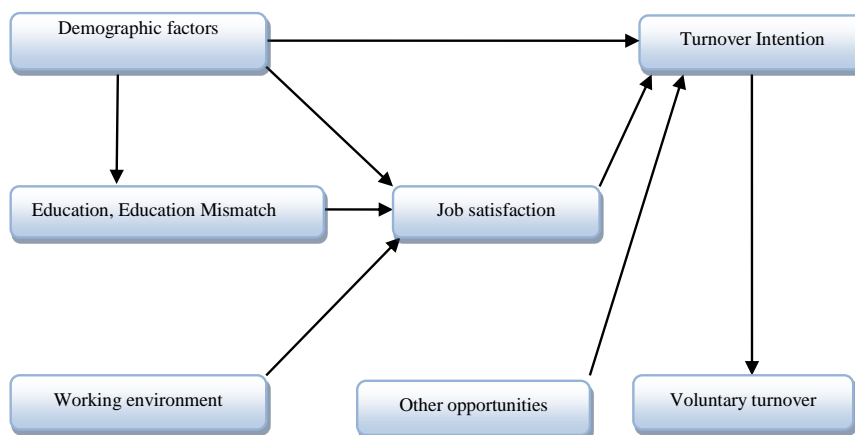 Demographic factors
Turnover Intention
Education, Education Mismatch
Job satisfaction
Working environment
Other opportunities
Voluntary turnover